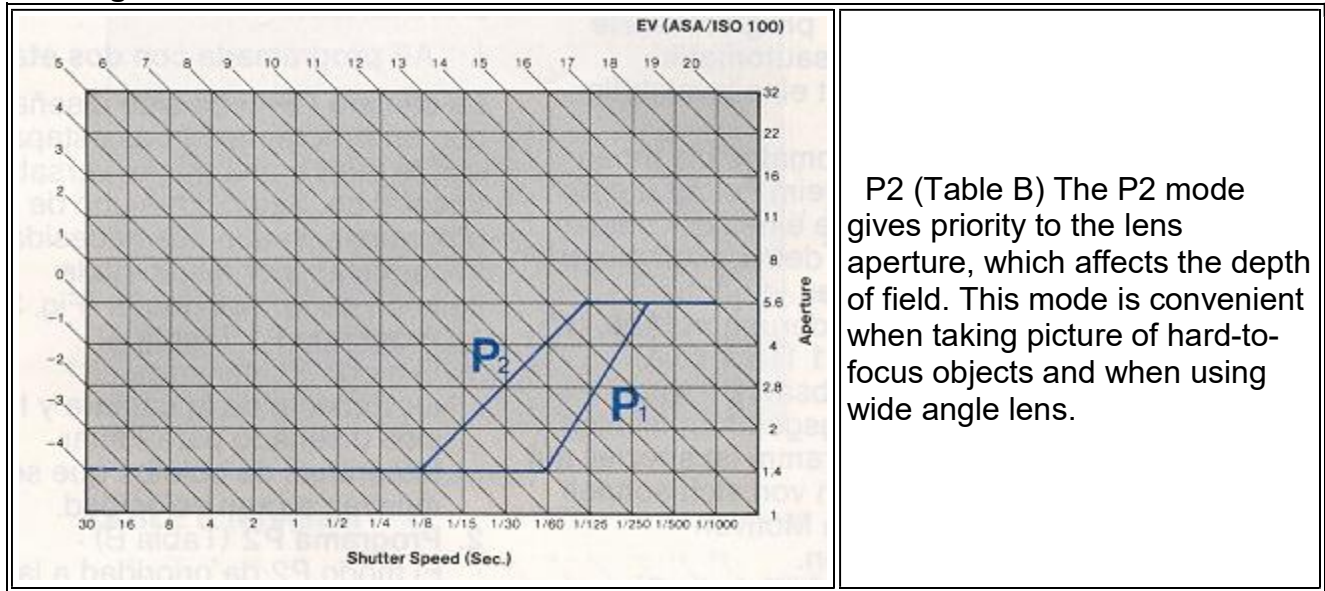 EV (ASA/ISO 100)
5 6 7 8 9 10 11 12 13 14 15 16 17 18 19 20
4
3
2
1
0
-1
-2
-3
-4
32
22
16
11
8
5.6
4
2.8
2
1.4
1
Aperture
P2
P1
30 16 8 4 2 1 1/2 1/4 1/8 1/15 1/30 1/60 1/125 1/250 1/500 1/1000
Shutter Speed (Sec.)
P2 (Table B) The P2 mode
gives priority to the lens
aperture, which affects the depth
of field. This mode is convenient
when taking picture of hard-to-
focus objects and when using
wide angle lens.